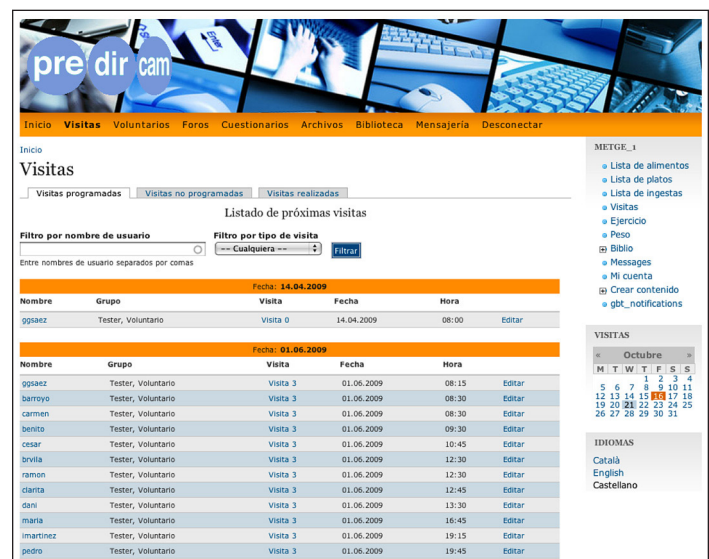 pre dir cam
Inicio Visitas Voluntarios Foros Cuestionarios Archivos Biblioteca Mensajería Desconectar
Inicio
Visitas
Visitas programadas Visitas no programadas Visitas realizadas
Listado de próximas visitas
Filtro por nombre de usuario Filtro por tipo de visita
-- Cualquiera -- Filtrar
Entre nombres de usuario separados por comas
Fecha: 14.04.2009
Nombre Grupo Visita Fecha Hora
ggsaez Tester, Voluntario Visita 0 14.04.2009 08:00 Editar
Fecha: 01.06.2009
Nombre Grupo Visita Fecha Hora
ggsaez Tester, Voluntario Visita 3 01.06.2009 08:15 Editar
barroyo Tester, Voluntario Visita 3 01.06.2009 08:30 Editar
carmen Tester, Voluntario Visita 3 01.06.2009 08:30 Editar
benito Tester, Voluntario Visita 3 01.06.2009 09:30 Editar
cesar Tester, Voluntario Visita 3 01.06.2009 10:45 Editar
brvila Tester, Voluntario Visita 3 01.06.2009 12:30 Editar
ramon Tester, Voluntario Visita 3 01.06.2009 12:30 Editar
clarita Tester, Voluntario Visita 3 01.06.2009 12:45 Editar
dani Tester, Voluntario Visita 3 01.06.2009 13:30 Editar
maria Tester, Voluntario Visita 3 01.06.2009 16:45 Editar
imartinez Tester, Voluntario Visita 3 01.06.2009 19:15 Editar
pedro Tester, Voluntario Visita 3 01.06.2009 19:45 Editar
METGE_1
Lista de alimentos
Lista de platos
Lista de ingestas
Visitas
Ejercicio
Peso
Biblio
Messages
Mi cuenta
Crear contenido
gbt_notifications
VISITAS
« Octubre »
M T W T F S S
1 2 3 4
5 6 7 8 9 10 11
12 13 14 15 16 17 18
19 20 21 22 23 24 25
26 27 28 29 30 31
IDIOMAS
Català
English
Castellano